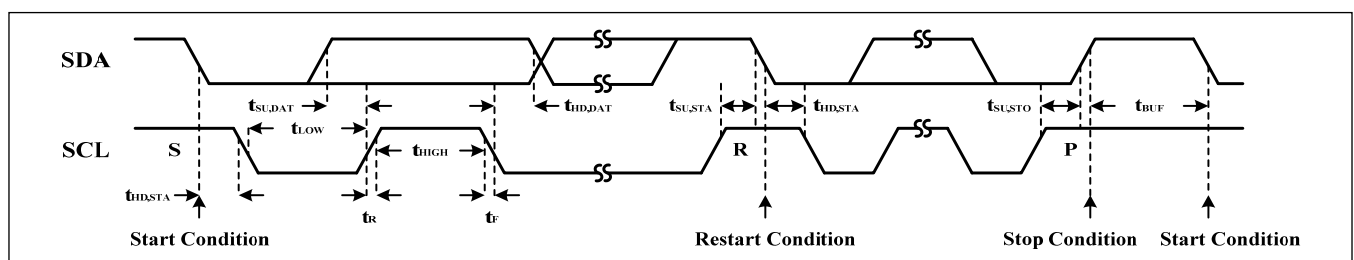 SDA
tSU,DAT tHD,DAT tSU,STA tHD,STA tSU,STO tBUF
tLOW
SCL S tHIGH R P
tHD,STA
tR tF
Start Condition Restart Condition Stop Condition Start Condition